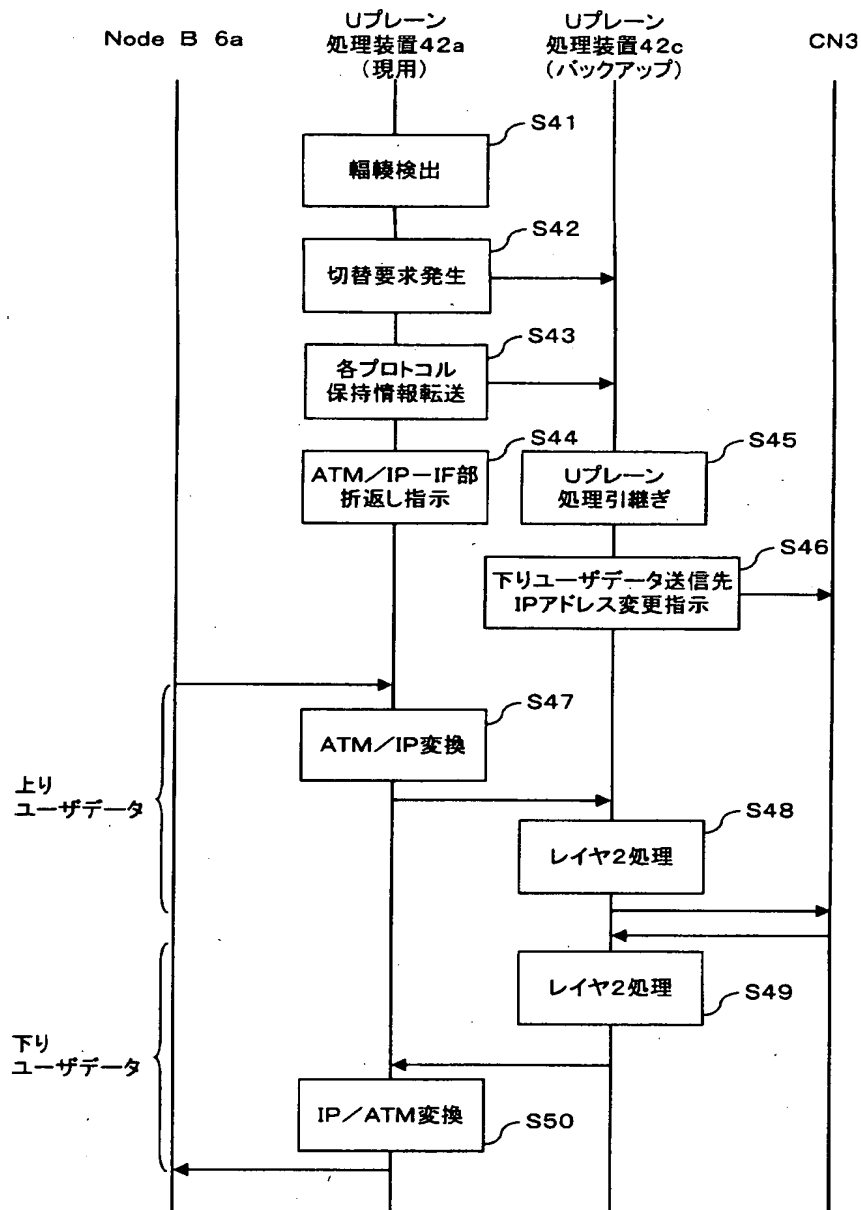 Node B 6a
Uプレーン
処理装置42a
(現用)
Uプレーン
処理装置42c
(バックアップ)
CN3
S41
輻輳検出
S42
切替要求発生
S43
各プロトコル
保持情報転送
S44
ATM/IP-IF部
折返し指示
S45
Uプレーン
処理引継ぎ
S46
下りユーザデータ送信先
IPアドレス変更指示
S47
ATM/IP変換
上り
ユーザデータ
S48
レイヤ2処理
レイヤ2処理
S49
下り
ユーザデータ
IP/ATM変換
S50